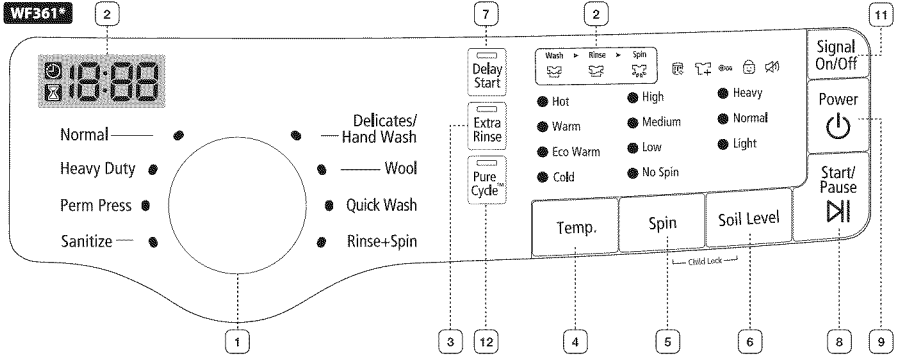 WF361*
2
7
2
11
18:88
Normal
Heavy Duty
Perm Press
Sanitize
Delicates/
Hand Wash
Wool
Quick Wash
Rinse+Spin
Delay
Start
Extra
Rinse
Pure
Cycle™
Wash ► Rinse ► Spin
Hot
Warm
Eco Warm
Cold
High
Medium
Low
No Spin
Heavy
Normal
Light
Signal
On/Off
Power
Start/
Pause
Temp.
Spin
Soil Level
Child Lock
1
3
12
4
5
6
8
9